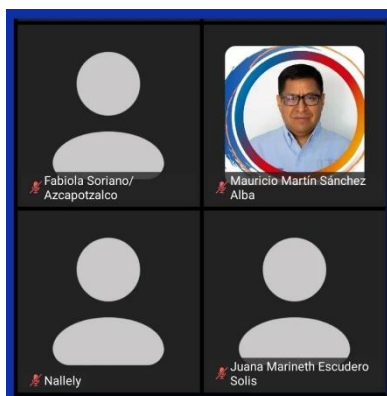 Fabiola Soriano/
Azcapotzalco
Mauricio Martín Sánchez
Alba
Nallely
Juana Marineth Escudero
Solis